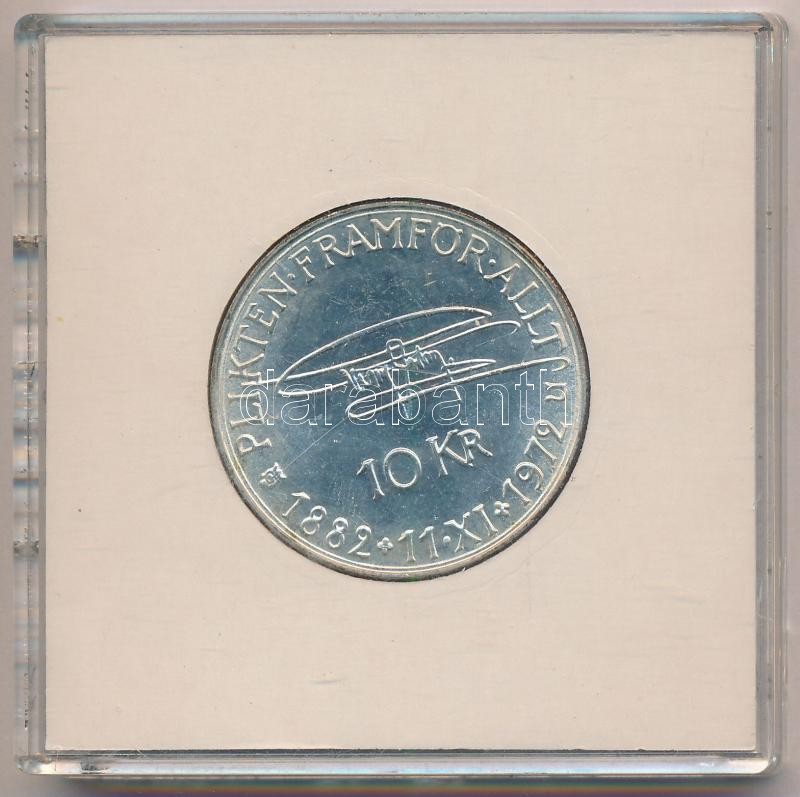 PLIKTEN·FRAMFÖR·ALLT
10 KR
1882 11·XI 1972
U
darabanth